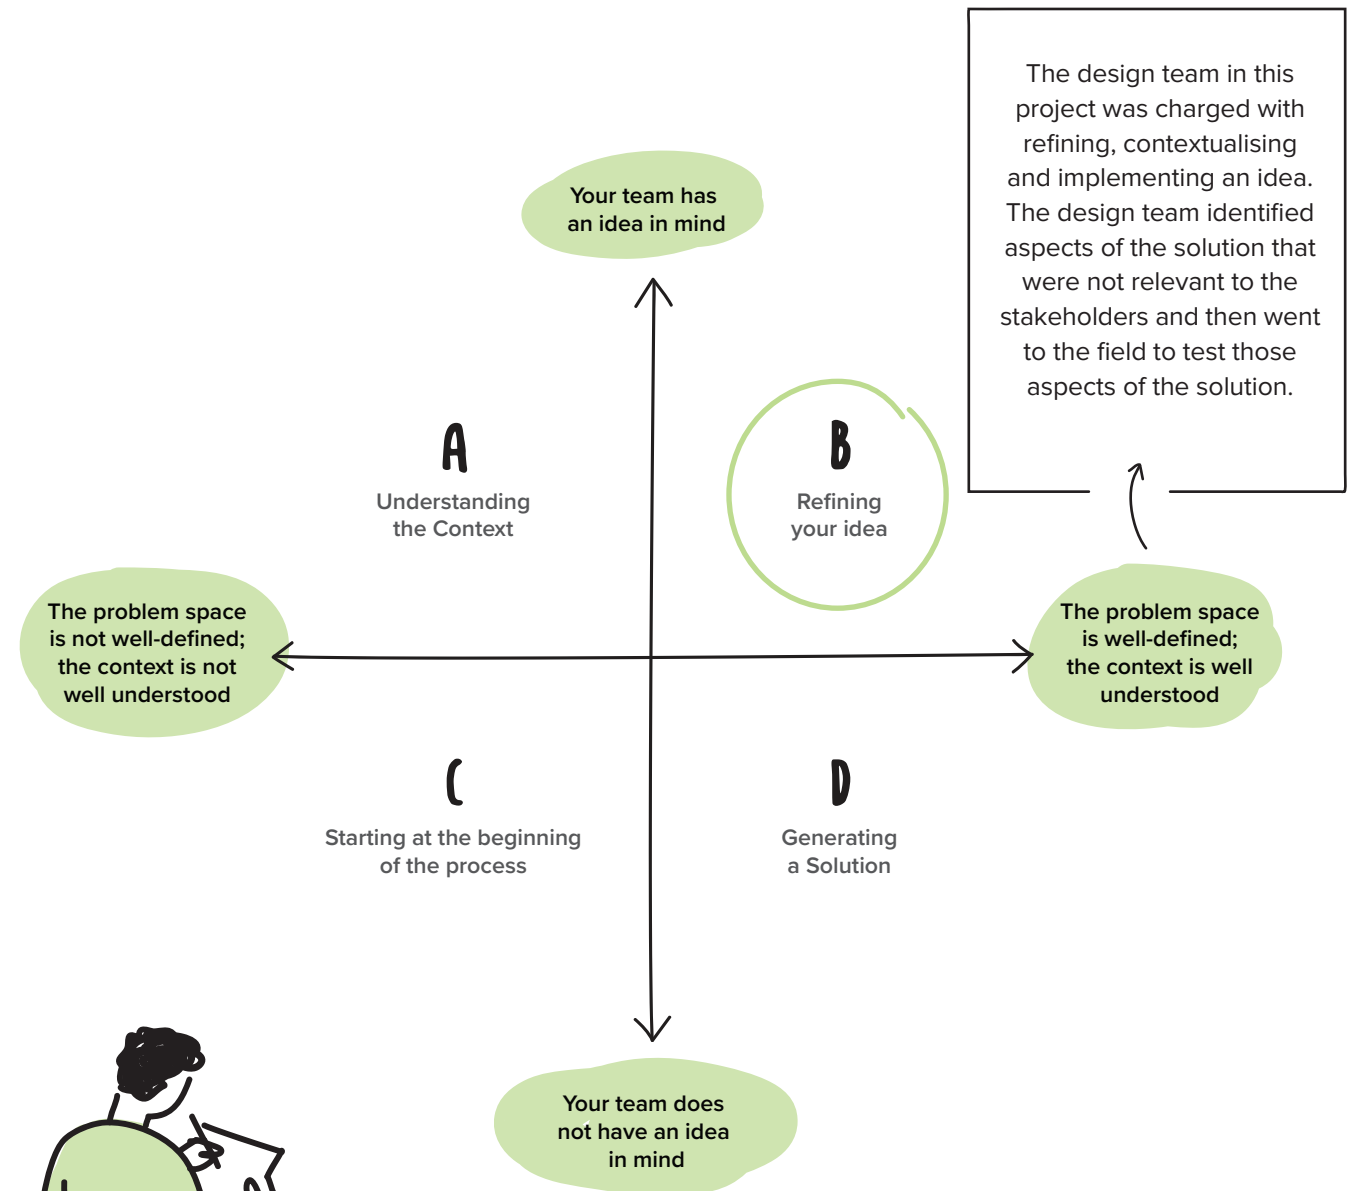 The design team in this
project was charged with
refining, contextualising
and implementing an idea.
The design team identified
aspects of the solution that
were not relevant to the
stakeholders and then went
to the field to test those
aspects of the solution.
Your team has
an idea in mind
A
Understanding
the Context
B
Refining
your idea
The problem space
is not well-defined;
the context is not
well understood
The problem space
is well-defined;
the context is well
understood
C
Starting at the beginning
of the process
D
Generating
a Solution
Your team does
not have an idea
in mind